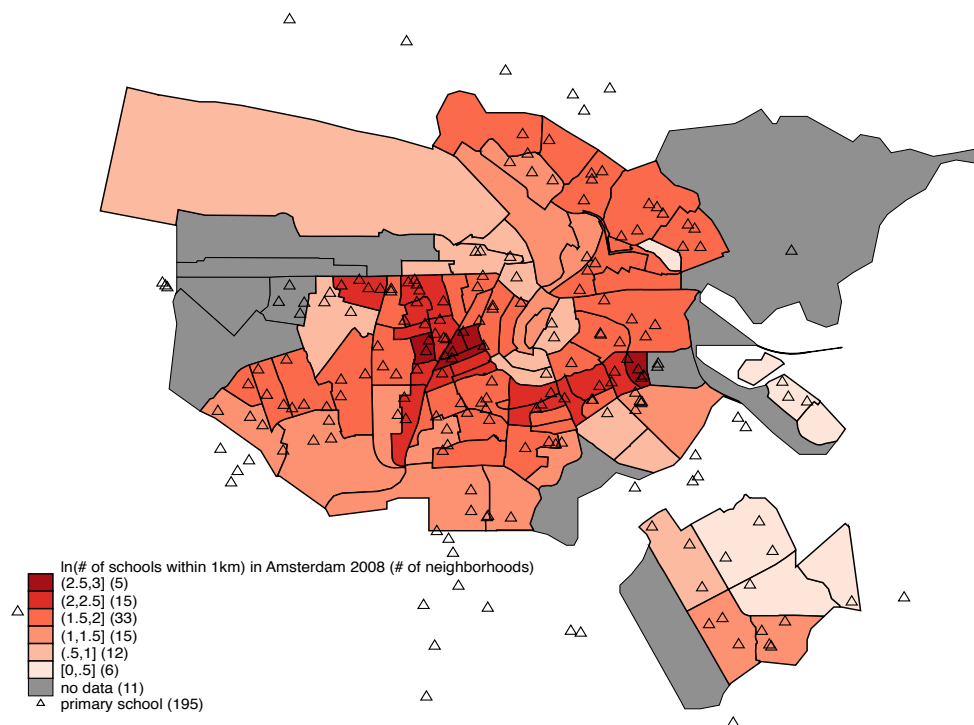 ln(# of schools within 1km) in Amsterdam 2008 (# of neighborhoods)
(2.5,3] (5)
(2,2.5] (15)
(1.5,2] (33)
(1,1.5] (15)
(.5,1] (12)
[0,.5] (6)
no data (11)
primary school (195)